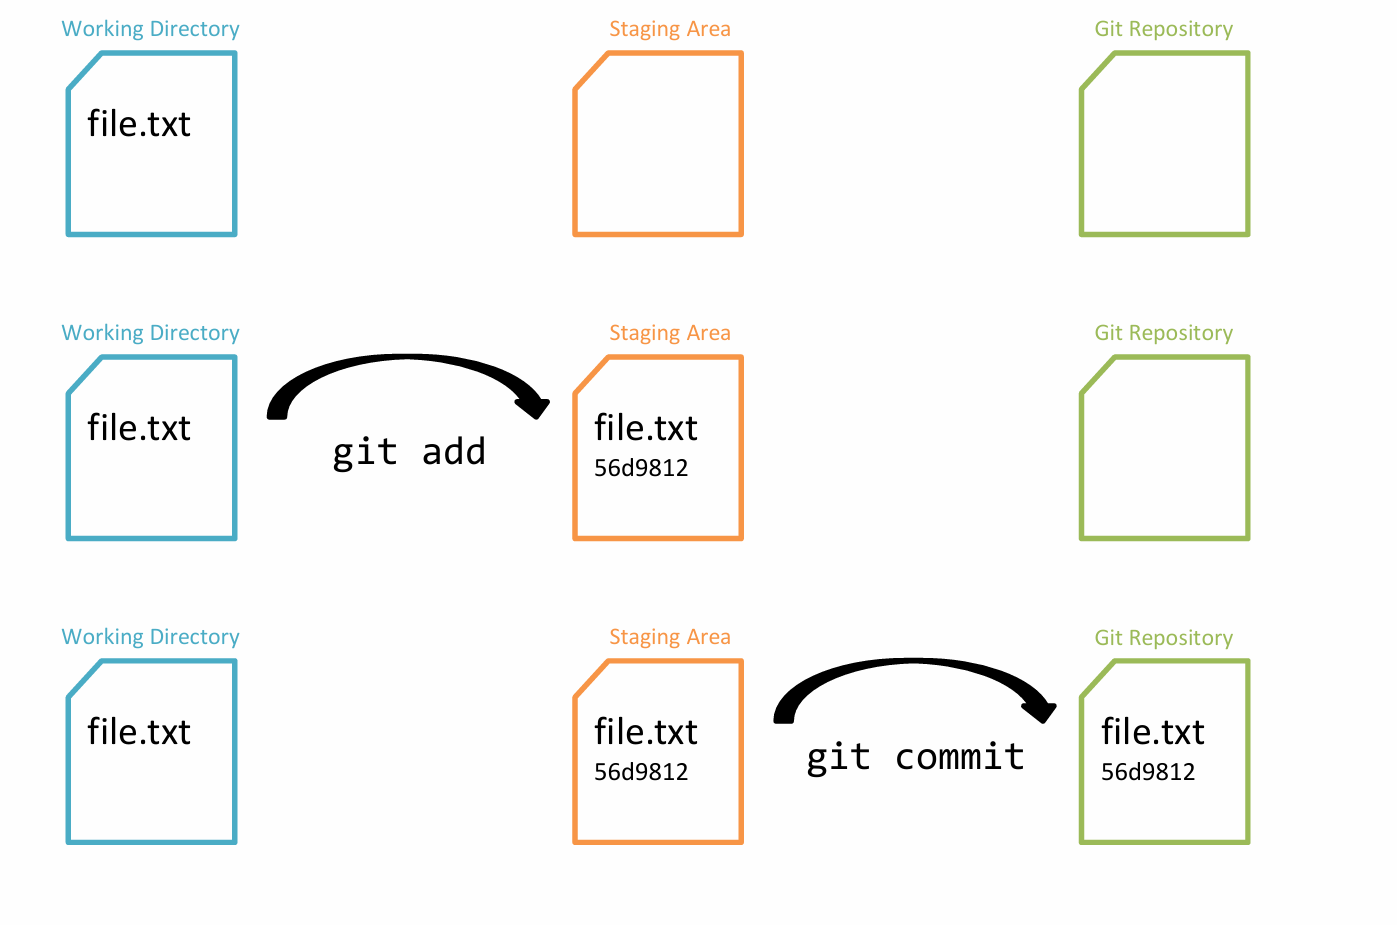 Working Directory
Staging Area
Git Repository
file.txt
Working Directory
Staging Area
Git Repository
file.txt
git add
file.txt
56d9812
Working Directory
Staging Area
Git Repository
file.txt
file.txt
56d9812
git commit
file.txt
56d9812